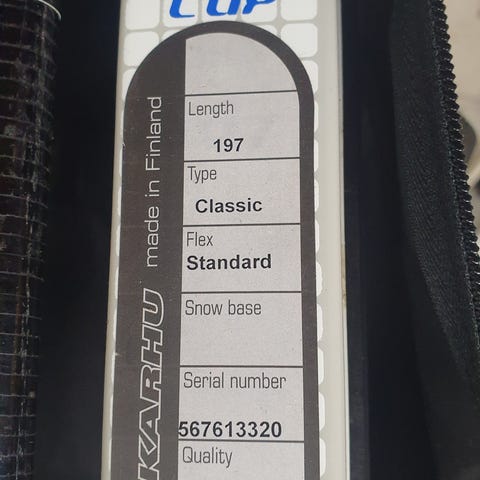 CUP
Length
197
Type
Classic
Flex
Standard
Snow base
Serial number
567613320
Quality
KARHU made in Finland